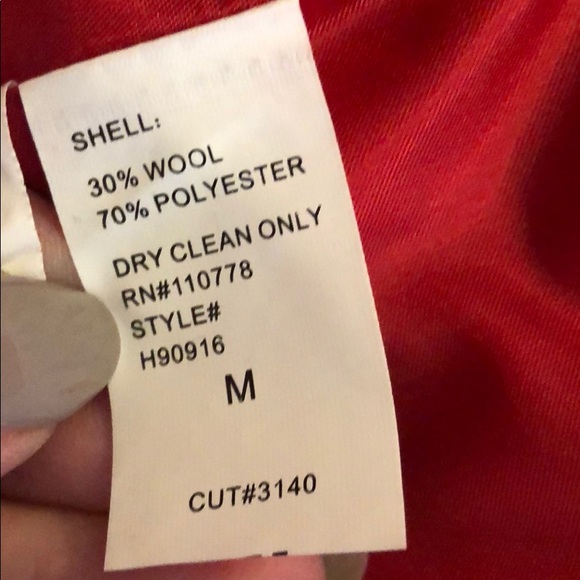 SHELL:
30% WOOL
70% POLYESTER
DRY CLEAN ONLY
RN#110778
STYLE#
H90916
M
CUT#3140